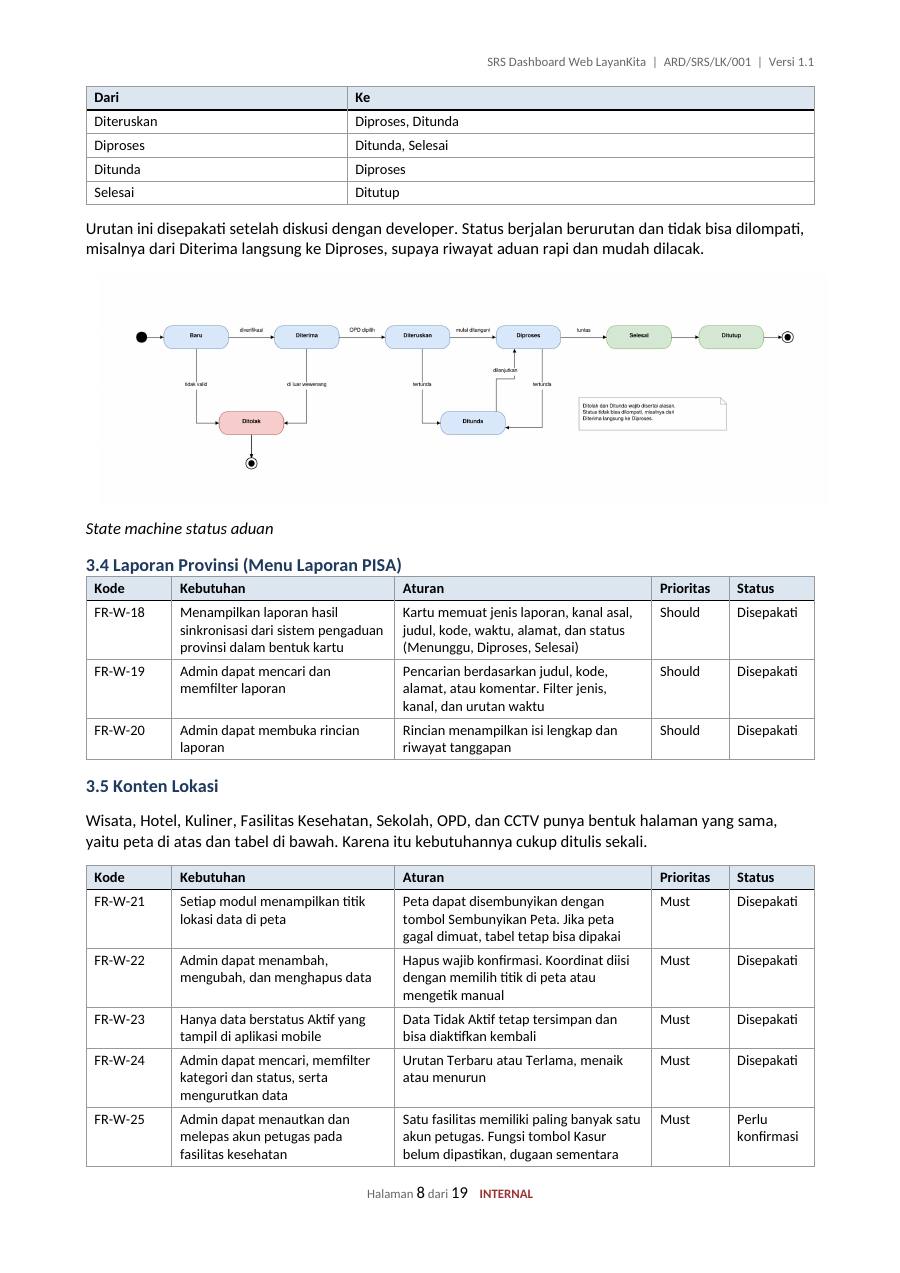 SRS Dashboard Web LayanKita | ARD/SRS/LK/001 | Versi 1.1
Dari Ke
Diteruskan Diproses, Ditunda
Diproses Ditunda, Selesai
Ditunda Diproses
Selesai Ditutup
Urutan ini disepakati setelah diskusi dengan developer. Status berjalan berurutan dan tidak bisa dilompati,
misalnya dari Diterima langsung ke Diproses, supaya riwayat aduan rapi dan mudah dilacak.
Baru diverifikasi Diterima OPD dipilih Diteruskan mulai ditangani Diproses tuntas Selesai Ditutup
dilanjutkan
tidak valid di luar wewenang tertunda tertunda
Ditolak Ditunda
Ditolak dan Ditunda wajib disertai alasan.
Status tidak bisa dilompati, misalnya dari
Diterima langsung ke Diproses.
State machine status aduan
3.4 Laporan Provinsi (Menu Laporan PISA)
Kode Kebutuhan Aturan Prioritas Status
FR-W-18 Menampilkan laporan hasil Kartu memuat jenis laporan, kanal asal, Should Disepakati
sinkronisasi dari sistem pengaduan judul, kode, waktu, alamat, dan status
provinsi dalam bentuk kartu (Menunggu, Diproses, Selesai)
FR-W-19 Admin dapat mencari dan Pencarian berdasarkan judul, kode, Should Disepakati
memfilter laporan alamat, atau komentar. Filter jenis,
kanal, dan urutan waktu
FR-W-20 Admin dapat membuka rincian Rincian menampilkan isi lengkap dan Should Disepakati
laporan riwayat tanggapan
3.5 Konten Lokasi
Wisata, Hotel, Kuliner, Fasilitas Kesehatan, Sekolah, OPD, dan CCTV punya bentuk halaman yang sama,
yaitu peta di atas dan tabel di bawah. Karena itu kebutuhannya cukup ditulis sekali.
Kode Kebutuhan Aturan Prioritas Status
FR-W-21 Setiap modul menampilkan titik Peta dapat disembunyikan dengan Must Disepakati
lokasi data di peta tombol Sembunyikan Peta. Jika peta
gagal dimuat, tabel tetap bisa dipakai
FR-W-22 Admin dapat menambah, Hapus wajib konfirmasi. Koordinat diisi Must Disepakati
mengubah, dan menghapus data dengan memilih titik di peta atau
mengetik manual
FR-W-23 Hanya data berstatus Aktif yang Data Tidak Aktif tetap tersimpan dan Must Disepakati
tampil di aplikasi mobile bisa diaktifkan kembali
FR-W-24 Admin dapat mencari, memfilter Urutan Terbaru atau Terlama, menaik Must Disepakati
kategori dan status, serta atau menurun
mengurutkan data
FR-W-25 Admin dapat menautkan dan Satu fasilitas memiliki paling banyak satu Must Perlu
melepas akun petugas pada akun petugas. Fungsi tombol Kasur konfirmasi
fasilitas kesehatan belum dipastikan, dugaan sementara
Halaman 8 dari 19 INTERNAL